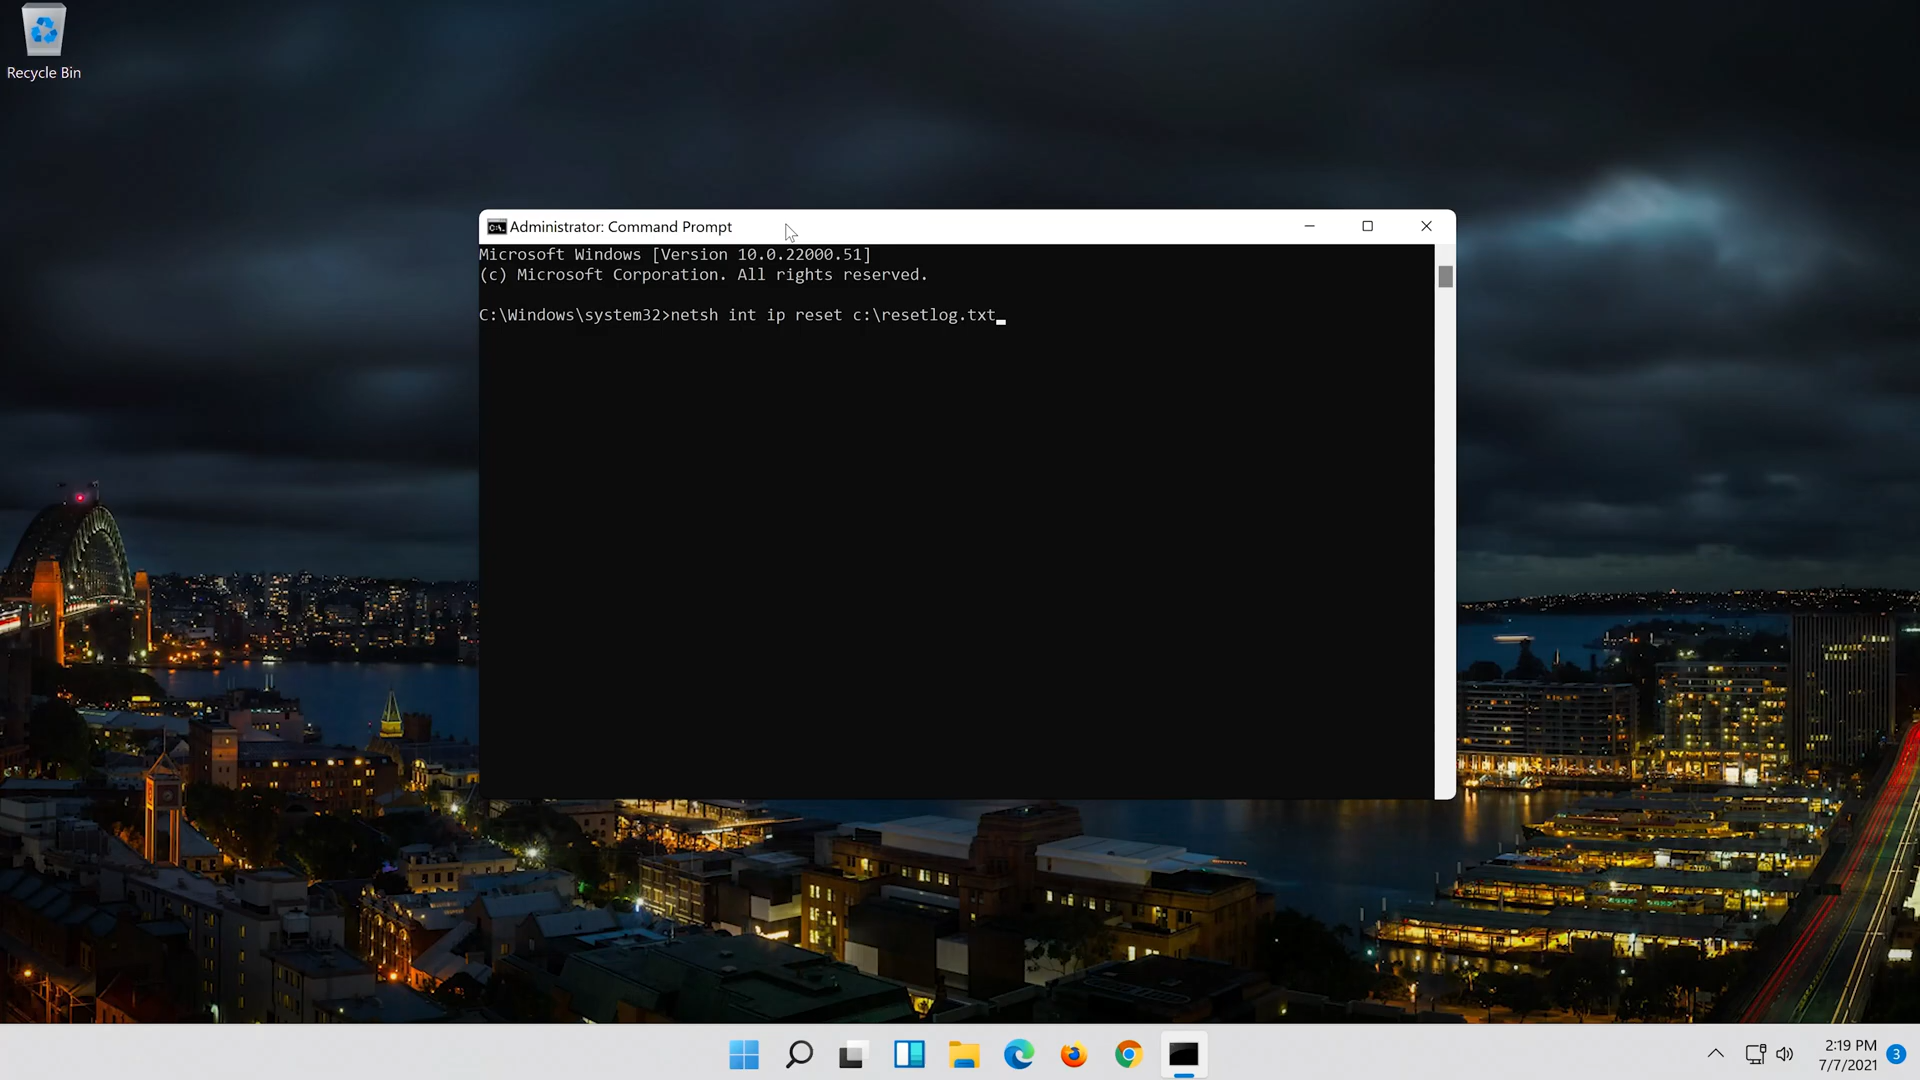 Recycle Bin
Administrator: Command Prompt
Microsoft Windows [Version 10.0.22000.51]
(c) Microsoft Corporation. All rights reserved.
C:\Windows\system32>netsh int ip reset c:\resetlog.txt
2:19 PM
7/7/2021
3